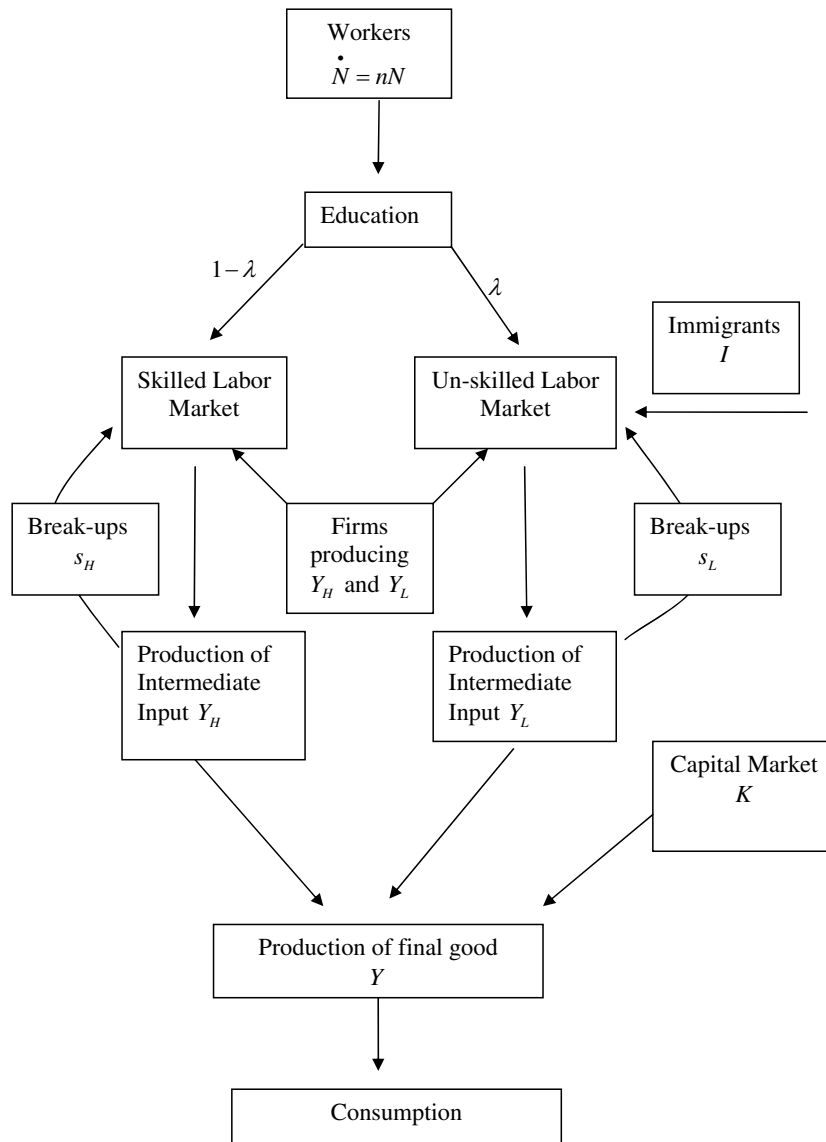 Workers
Ṅ = nN
Education
1 − λ
λ
Immigrants
I
Skilled Labor
Market
Un-skilled Labor
Market
Break-ups
s_H
Firms
producing
Y_H and Y_L
Break-ups
s_L
Production of
Intermediate
Input Y_H
Production of
Intermediate
Input Y_L
Capital Market
K
Production of final good
Y
Consumption